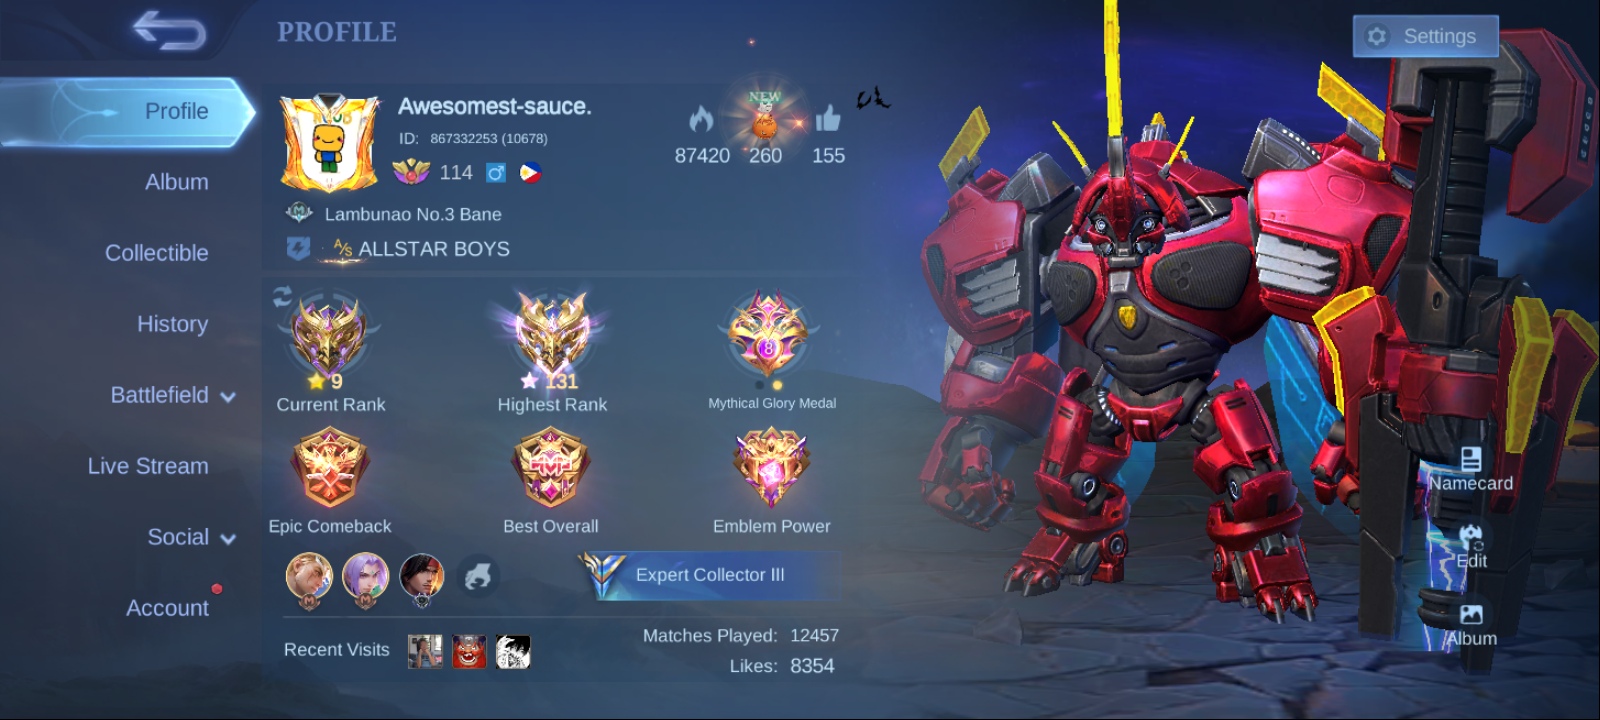 PROFILE
Settings
Profile
Album
Collectible
History
Battlefield
Live Stream
Social
Account
Awesomest-sauce.
ID: 867332253 (10678)
114
NEW
87420
260
155
Lambunao No.3 Bane
A/S ALLSTAR BOYS
9
Current Rank
131
Highest Rank
8
Mythical Glory Medal
Epic Comeback
Best Overall
Emblem Power
Expert Collector III
Recent Visits
Matches Played: 12457
Likes: 8354
Namecard
Edit
Album